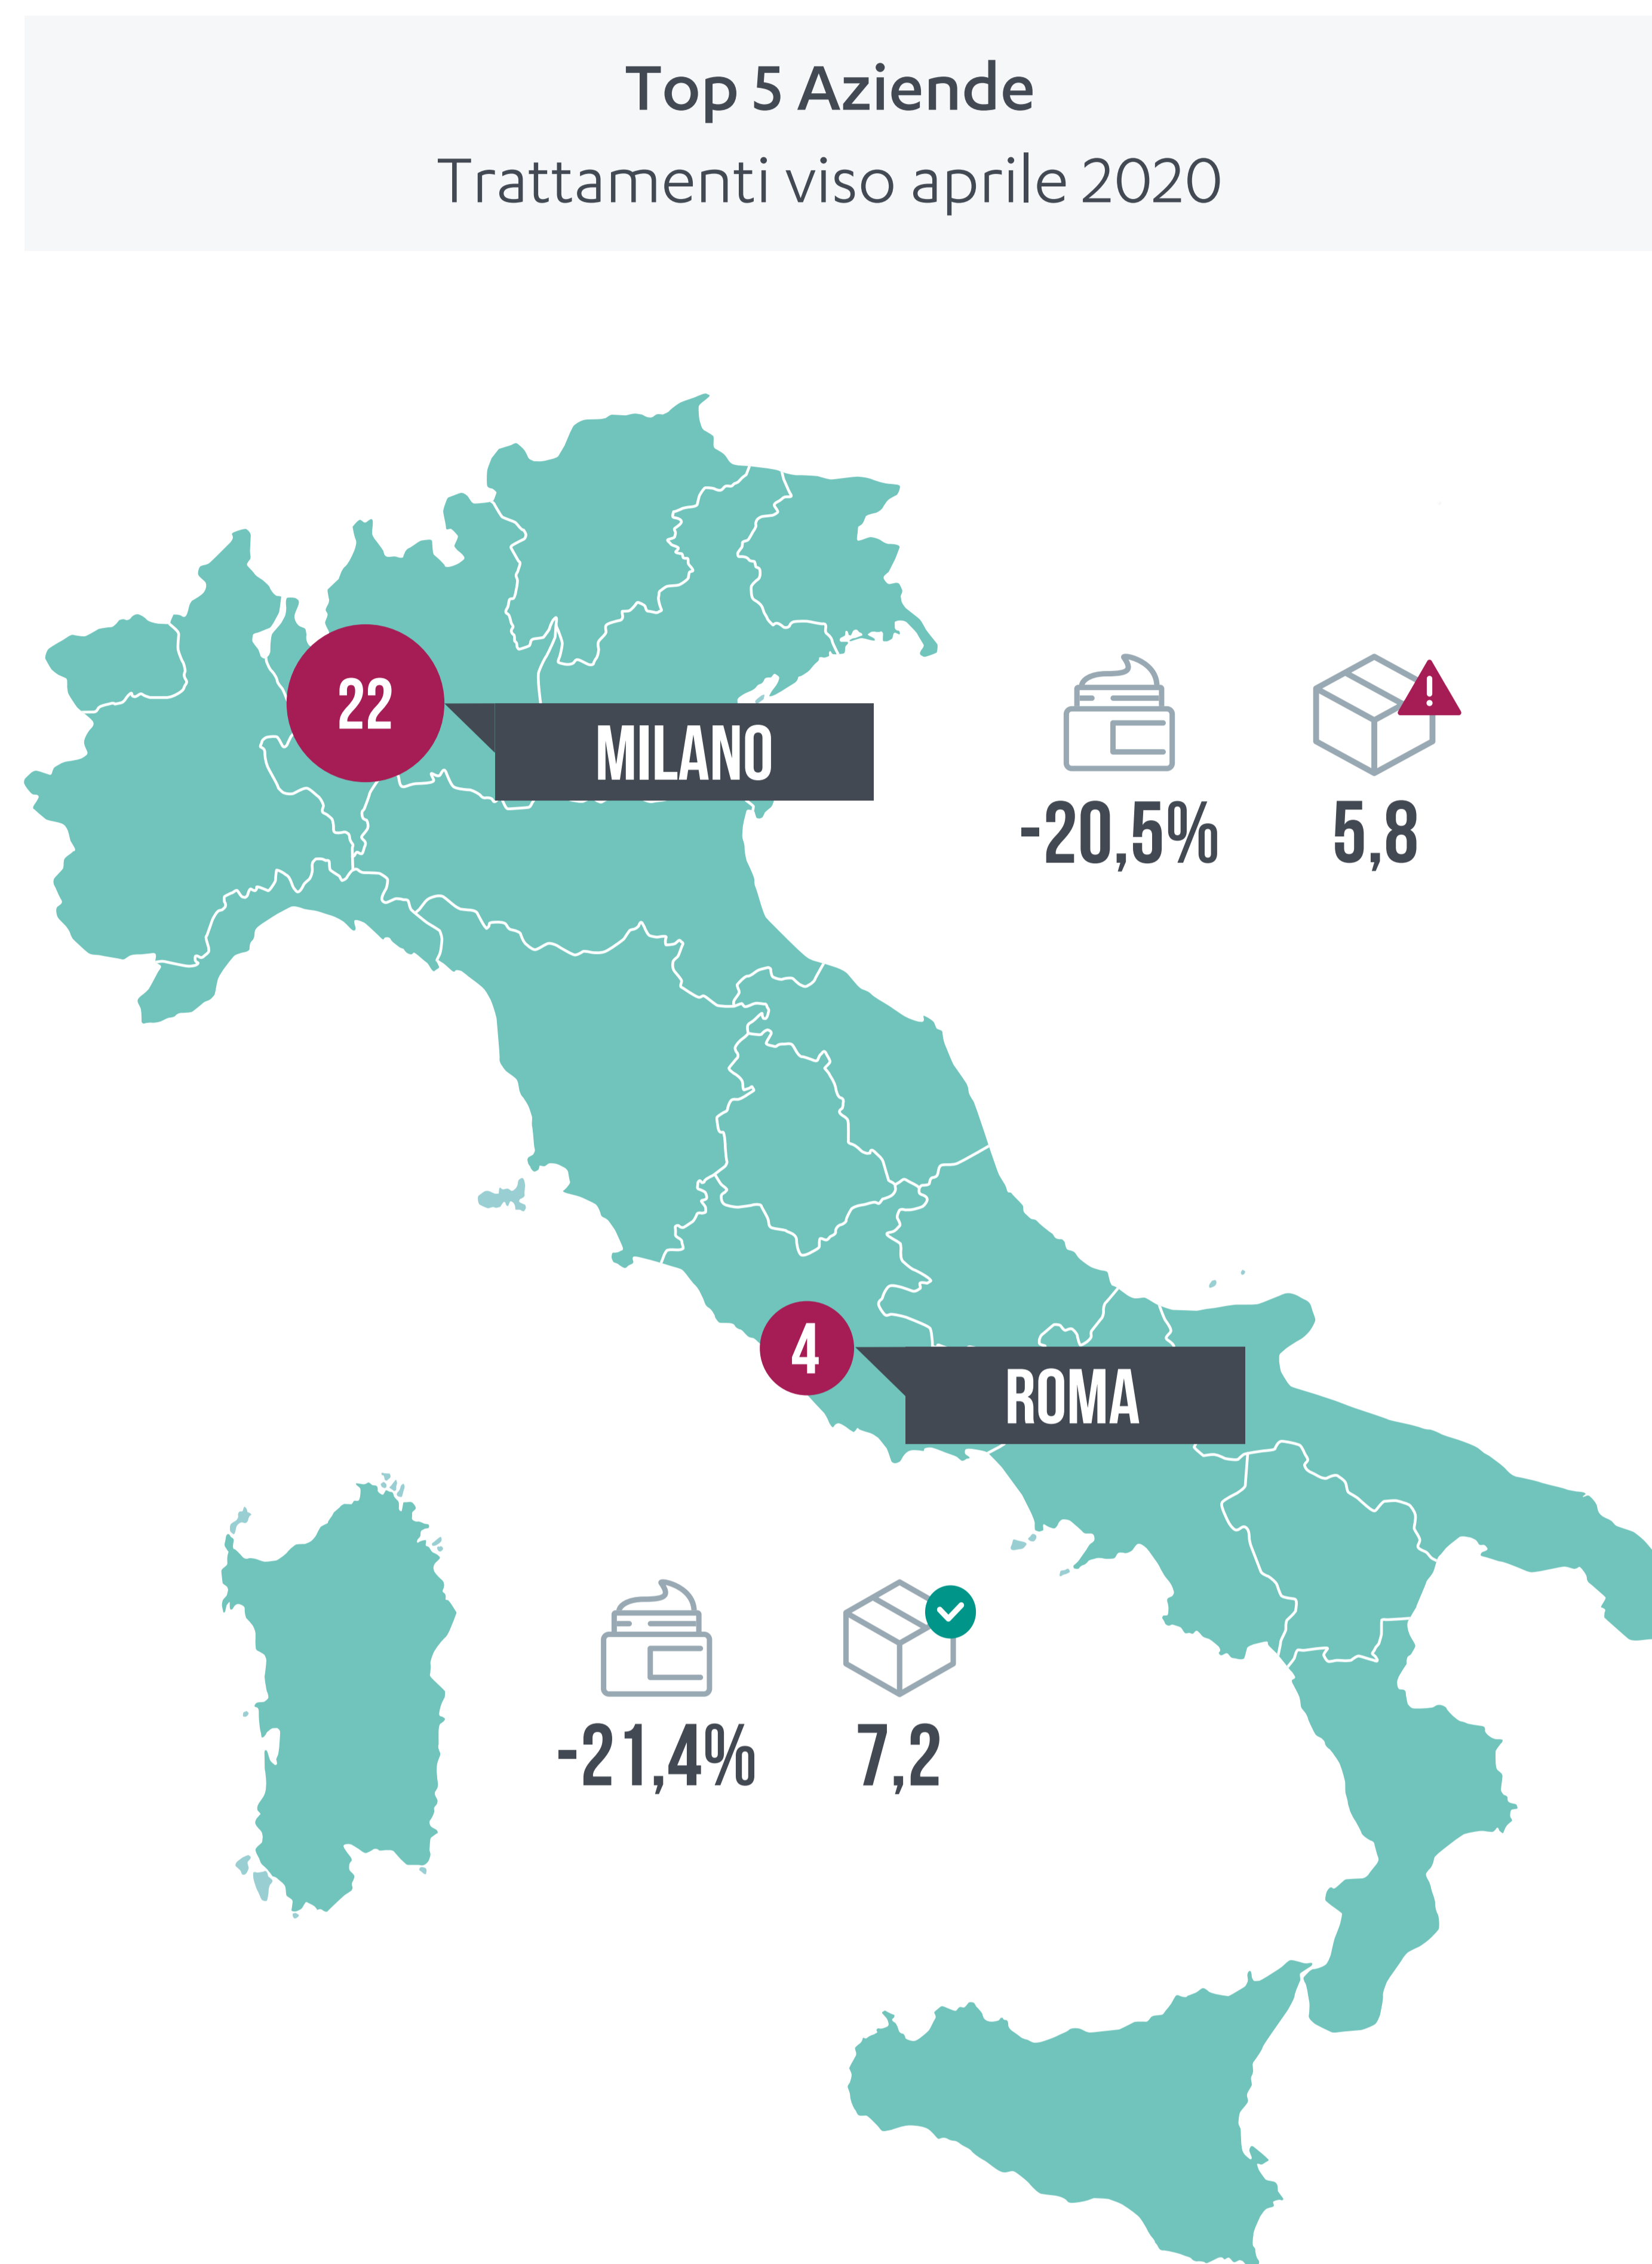 Top 5 Aziende
Trattamenti viso aprile 2020
22
MILANO
-20,5%
5,8
4
ROMA
-21,4%
7,2